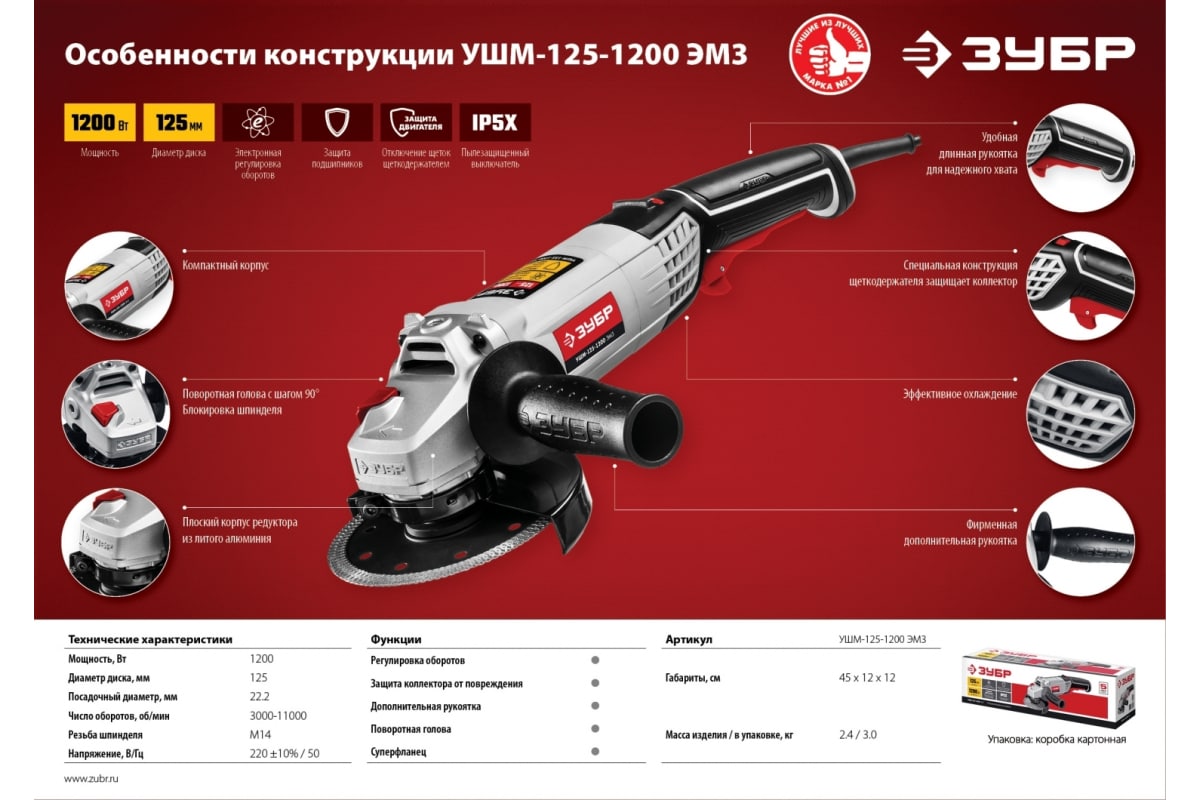 Особенности конструкции УШМ-125-1200 ЭМ3
ЛУЧШИЕ ИЗ ЛУЧШИХ
МАРКА №1
ЗУБР
1200 Вт
Мощность
125 мм
Диаметр диска
e
Электронная
регулировка
оборотов
Защита
подшипников
ЗАЩИТА
ДВИГАТЕЛЯ
Отключение щеток
щеткодержателем
IP5X
Пылезащищенный
выключатель
Удобная
длинная рукоятка
для надежного хвата
Компактный корпус
ЗУБР
Специальная конструкция
щеткодержателя защищает коллектор
ЗУБР
УШМ-125-1200 ЭМ3
Поворотная голова с шагом 90°
Блокировка шпинделя
ЗУБР
Эффективное охлаждение
ЗУБР
ЗУБР
Плоский корпус редуктора
из литого алюминия
ЗУБР
Фирменная
дополнительная рукоятка
Технические характеристики
Мощность, Вт 1200
Диаметр диска, мм 125
Посадочный диаметр, мм 22.2
Число оборотов, об/мин 3000-11000
Резьба шпинделя М14
Напряжение, В/Гц 220 ±10% / 50
Функции
Регулировка оборотов
Защита коллектора от повреждения
Дополнительная рукоятка
Поворотная голова
Суперфланец
Артикул УШМ-125-1200 ЭМ3
Габариты, см 45 x 12 x 12
Масса изделия / в упаковке, кг 2.4 / 3.0
ЗУБР
Упаковка: коробка картонная
www.zubr.ru